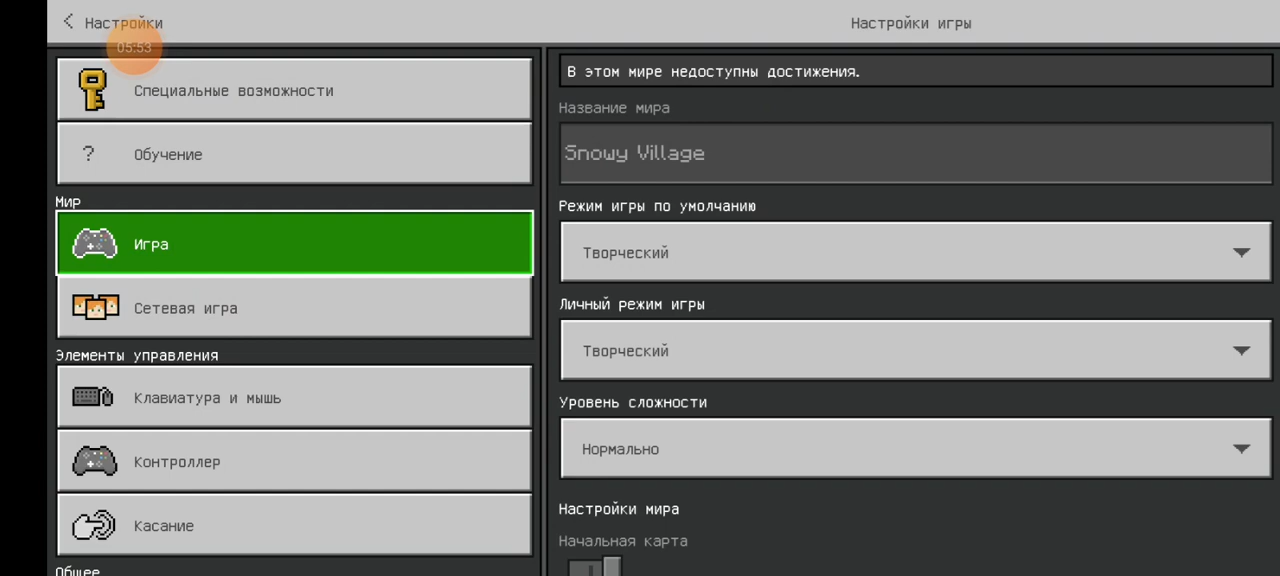 Настройки
Настройки игры
05:53
Специальные возможности
? Обучение
Мир
Игра
Сетевая игра
Элементы управления
Клавиатура и мышь
Контроллер
Касание
Общее
В этом мире недоступны достижения.
Название мира
Snowy Village
Режим игры по умолчанию
Творческий
Личный режим игры
Творческий
Уровень сложности
Нормально
Настройки мира
Начальная карта